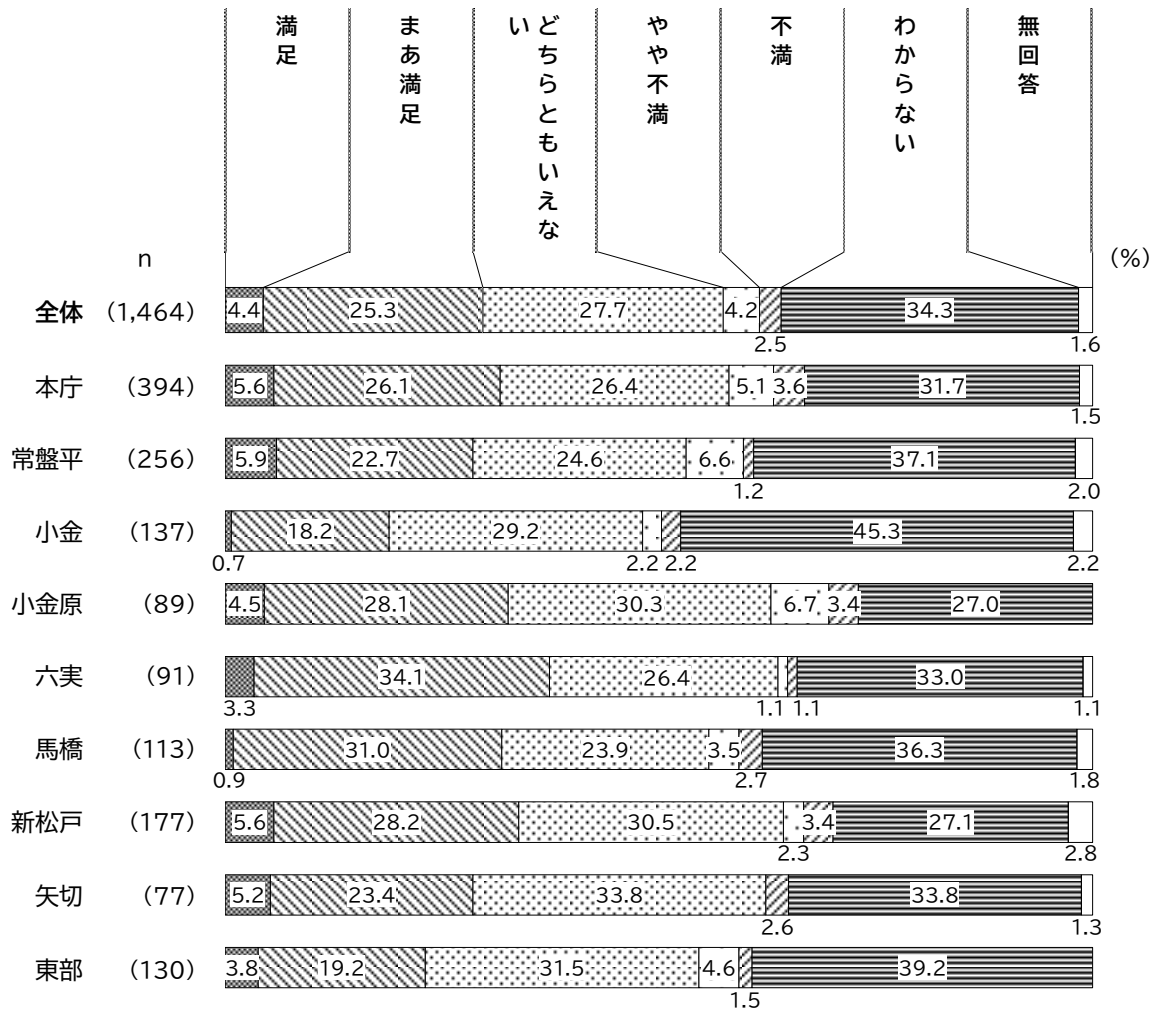 満足
まあ満足
どちらともいえな
い
やや不満
不満
わからない
無回答
n
(%)
全体 (1,464) 4.4 25.3 27.7 4.2 34.3
2.5 1.6
本庁 (394) 5.6 26.1 26.4 5.1 3.6 31.7
1.5
常盤平 (256) 5.9 22.7 24.6 6.6 37.1
1.2 2.0
小金 (137) 18.2 29.2 45.3
0.7 2.2 2.2 2.2
小金原 (89) 4.5 28.1 30.3 6.7 3.4 27.0
六実 (91) 34.1 26.4 33.0
3.3 1.1 1.1 1.1
馬橋 (113) 31.0 23.9 3.5 36.3
0.9 2.7 1.8
新松戸 (177) 5.6 28.2 30.5 3.4 27.1
2.3 2.8
矢切 (77) 5.2 23.4 33.8 33.8
2.6 1.3
東部 (130) 3.8 19.2 31.5 4.6 39.2
1.5